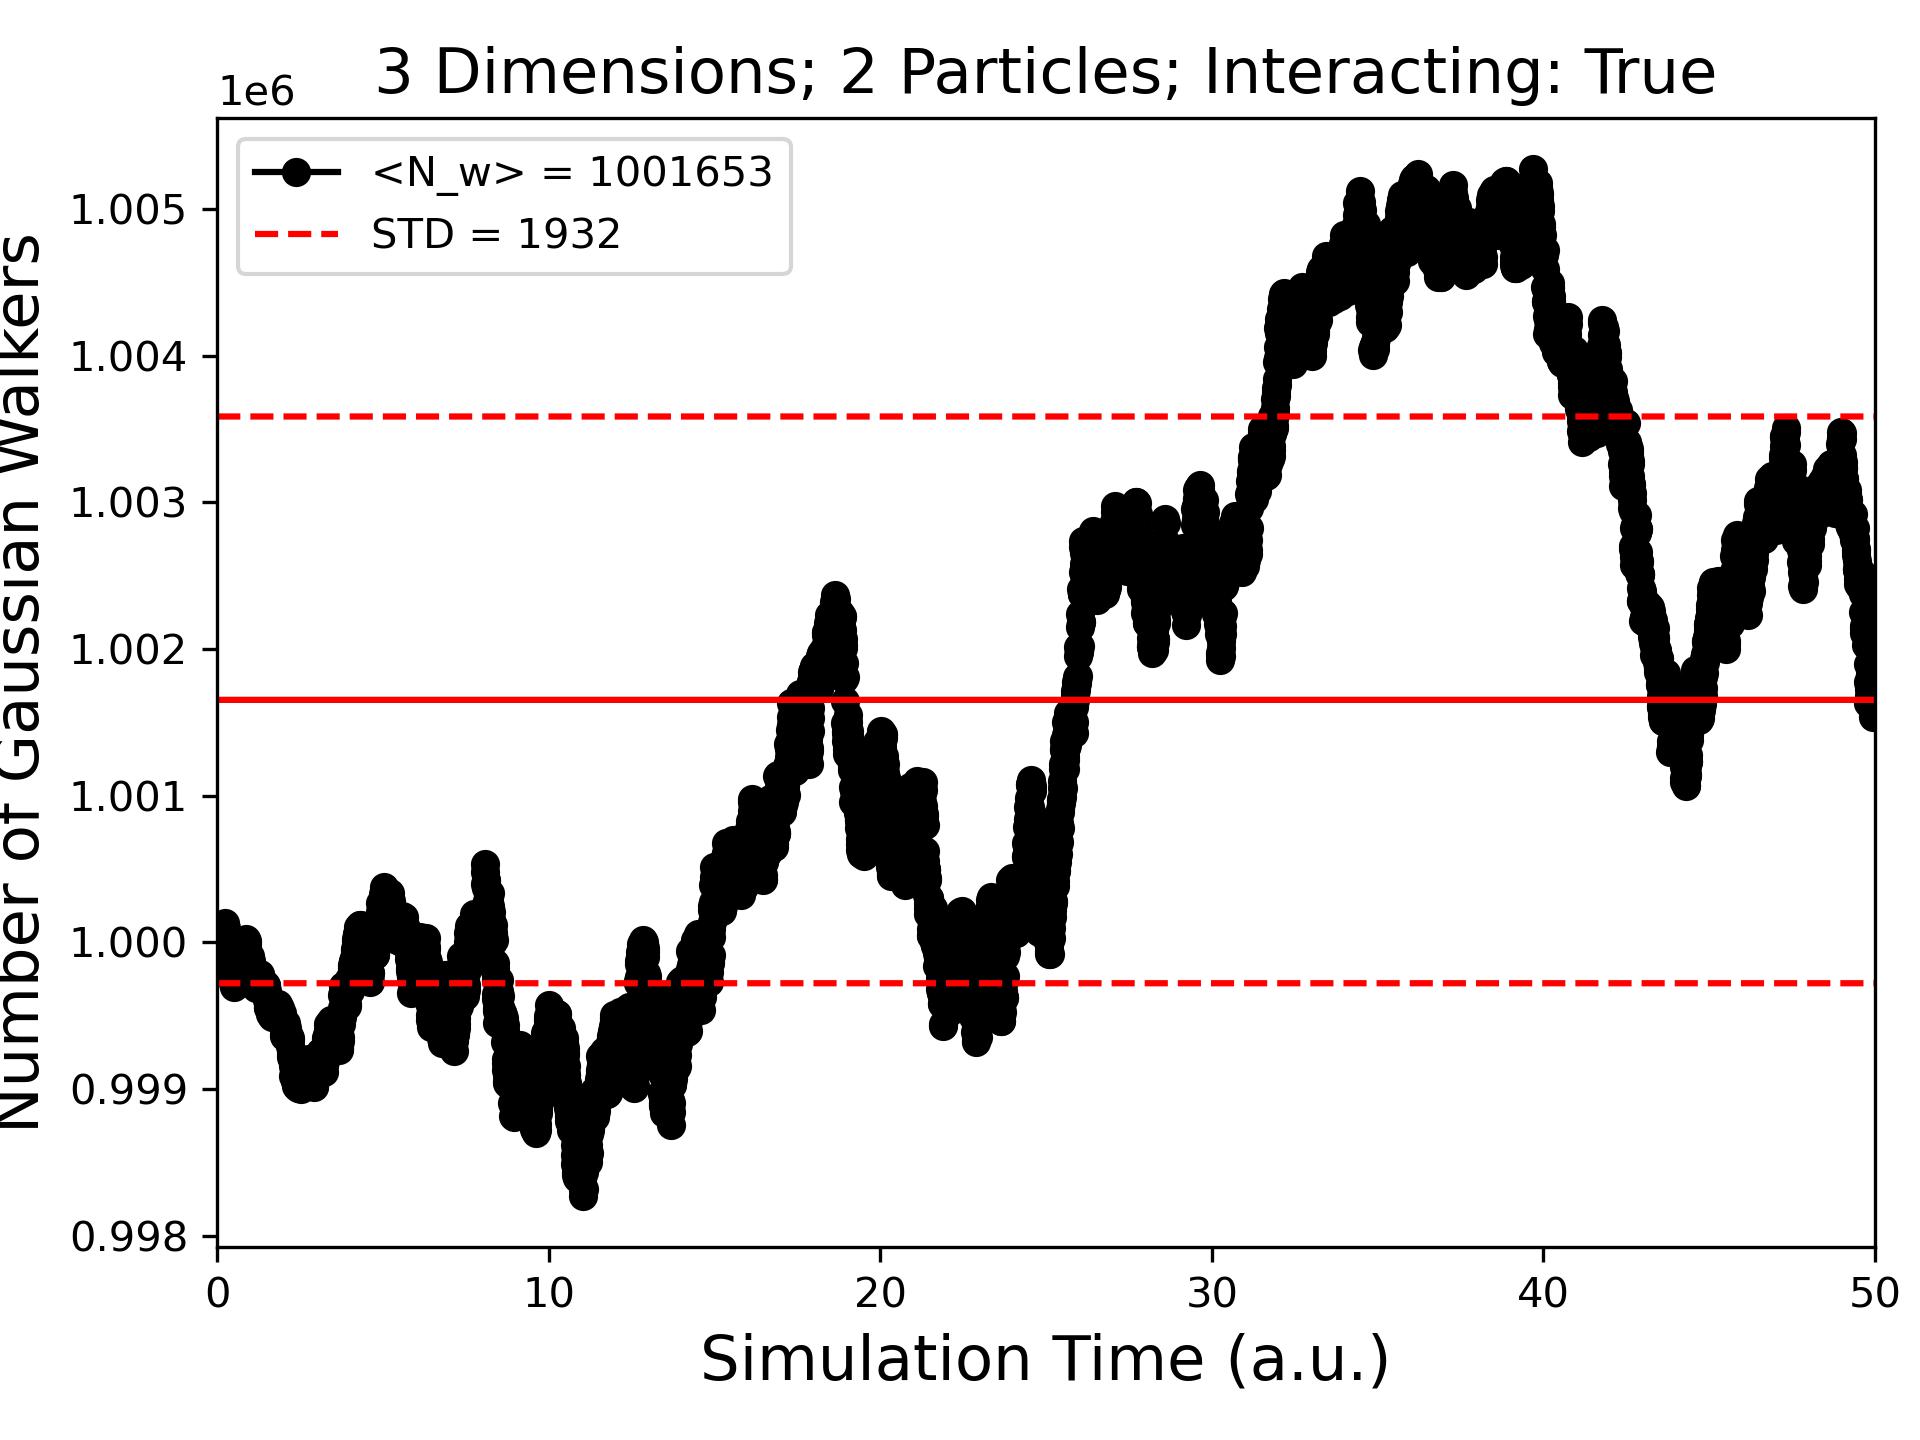 3 Dimensions; 2 Particles; Interacting: True
1e6
<N_w> = 1001653
STD = 1932
Number of Gaussian Walkers
1.005
1.004
1.003
1.002
1.001
1.000
0.999
0.998
0 10 20 30 40 50
Simulation Time (a.u.)